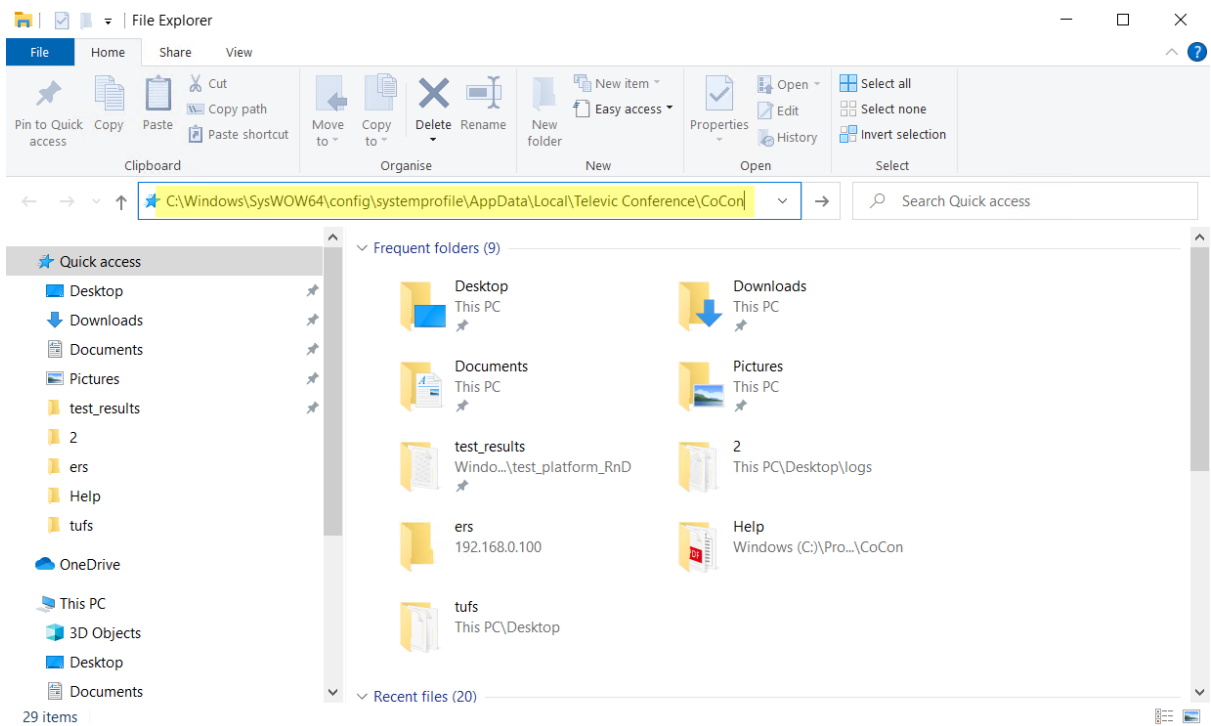 File Explorer
File Home Share View
Pin to Quick access
Copy
Paste
Cut
Copy path
Paste shortcut
Clipboard
Move to
Copy to
Delete
Rename
Organise
New folder
New item
Easy access
New
Properties
Open
Edit
History
Open
Select all
Select none
Invert selection
Select
C:\Windows\SysWOW64\config\systemprofile\AppData\Local\Televic Conference\CoCon
Search Quick access
Quick access
Desktop
Downloads
Documents
Pictures
test_results
2
ers
Help
tufs
OneDrive
This PC
3D Objects
Desktop
Documents
Frequent folders (9)
Desktop
This PC
Downloads
This PC
Documents
This PC
Pictures
This PC
test_results
Windo...\test_platform_RnD
2
This PC\Desktop\logs
ers
192.168.0.100
Help
Windows (C:)\Pro...\CoCon
PDF
tufs
This PC\Desktop
Recent files (20)
29 items